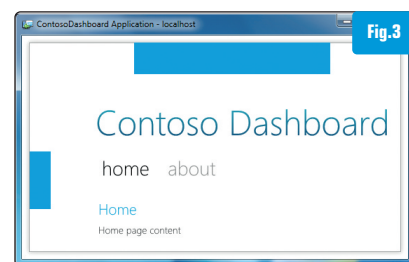 ContosoDashboard Application - localhost
Fig.3
Contoso Dashboard
home about
Home
Home page content